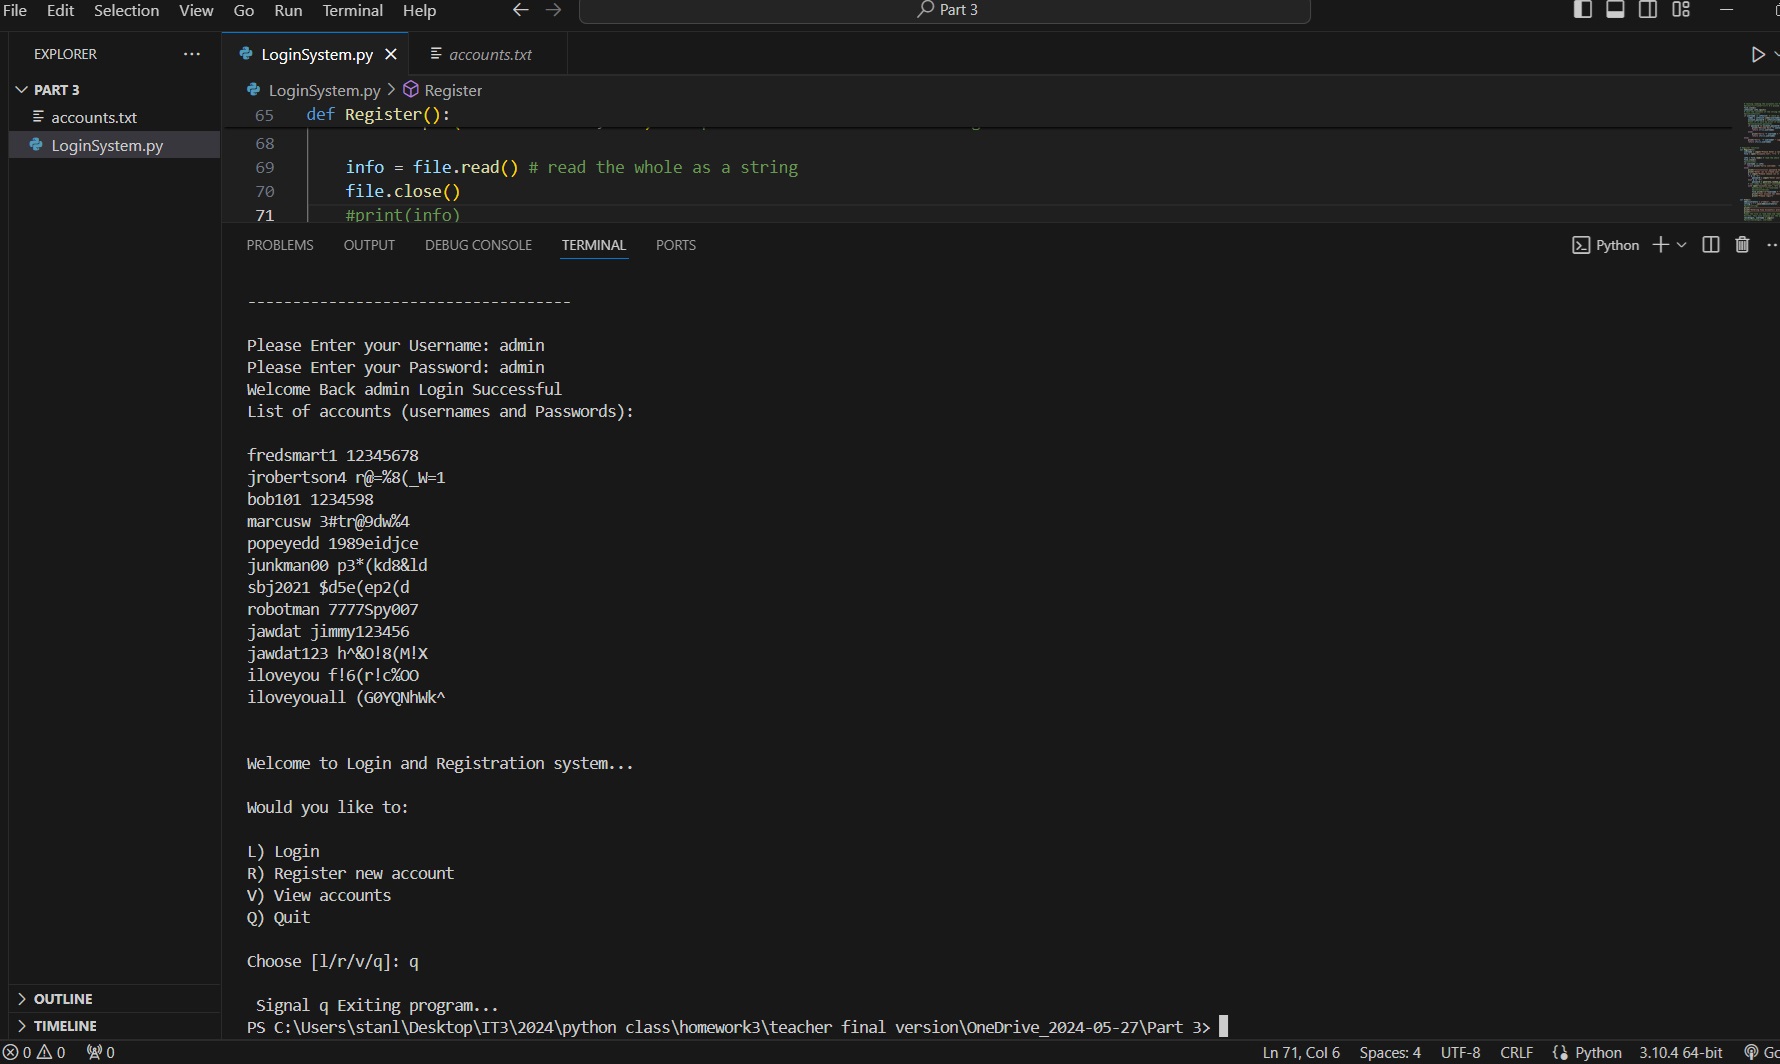 File Edit Selection View Go Run Terminal Help
Part 3
EXPLORER
PART 3
accounts.txt
LoginSystem.py
OUTLINE
TIMELINE
LoginSystem.py
accounts.txt
LoginSystem.py > Register
65 def Register():
68
69 info = file.read() # read the whole as a string
70 file.close()
71 #print(info)
PROBLEMS OUTPUT DEBUG CONSOLE TERMINAL PORTS
Python
------------------------------------
Please Enter your Username: admin
Please Enter your Password: admin
Welcome Back admin Login Successful
List of accounts (usernames and Passwords):
fredsmart1 12345678
jrobertson4 r@=%8(_W=1
bob101 1234598
marcusw 3#tr@9dw%4
popeyedd 1989eidjce
junkman00 p3*(kd8&ld
sbj2021 $d5e(ep2(d
robotman 7777Spy007
jawdat jimmy123456
jawdat123 h^&O!8(M!X
iloveyou f!6(r!c%OO
iloveyouall (G0YQNhWk^
Welcome to Login and Registration system...
Would you like to:
L) Login
R) Register new account
V) View accounts
Q) Quit
Choose [l/r/v/q]: q
Signal q Exiting program...
PS C:\Users\stanl\Desktop\IT3\2024\python class\homework3\teacher final version\OneDrive_2024-05-27\Part 3>
0 0 0
Ln 71, Col 6 Spaces: 4 UTF-8 CRLF Python 3.10.4 64-bit Go